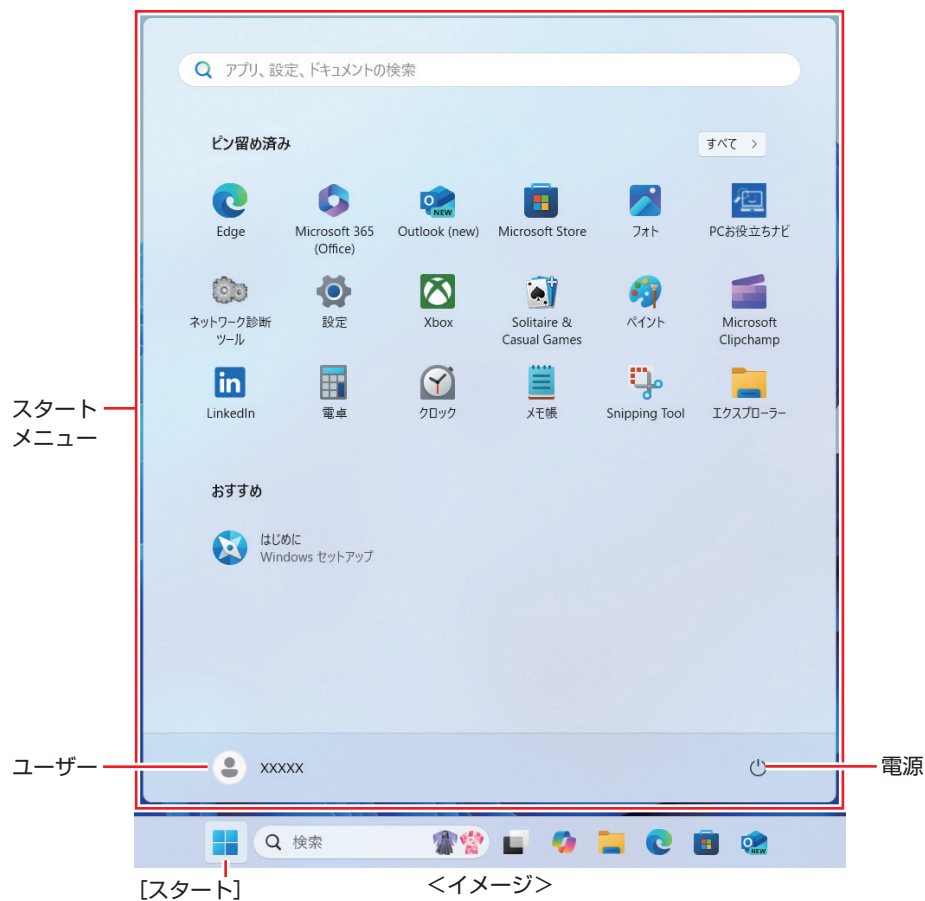 アプリ、設定、ドキュメントの検索
ピン留め済み
すべて >
Edge
Microsoft 365
(Office)
NEW
Outlook (new)
Microsoft Store
フォト
PCお役立ちナビ
ネットワーク診断
ツール
設定
Xbox
Solitaire &
Casual Games
ペイント
Microsoft
Clipchamp
in
LinkedIn
電卓
クロック
メモ帳
Snipping Tool
エクスプローラー
スタート
メニュー
おすすめ
はじめに
Windows セットアップ
ユーザー
XXXXX
電源
検索
NEW
[スタート]
＜イメージ＞